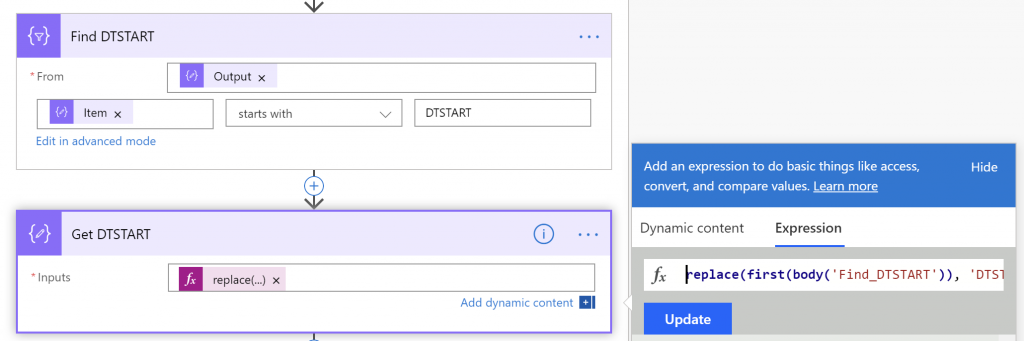 Find DTSTART
...
* From
Output ×
Item ×
starts with
DTSTART
Edit in advanced mode
Get DTSTART
...
* Inputs
fx replace(...) ×
Add dynamic content
Add an expression to do basic things like access,
convert, and compare values. Learn more
Hide
Dynamic content
Expression
fx replace(first(body('Find_DTSTART')), 'DTST
Update